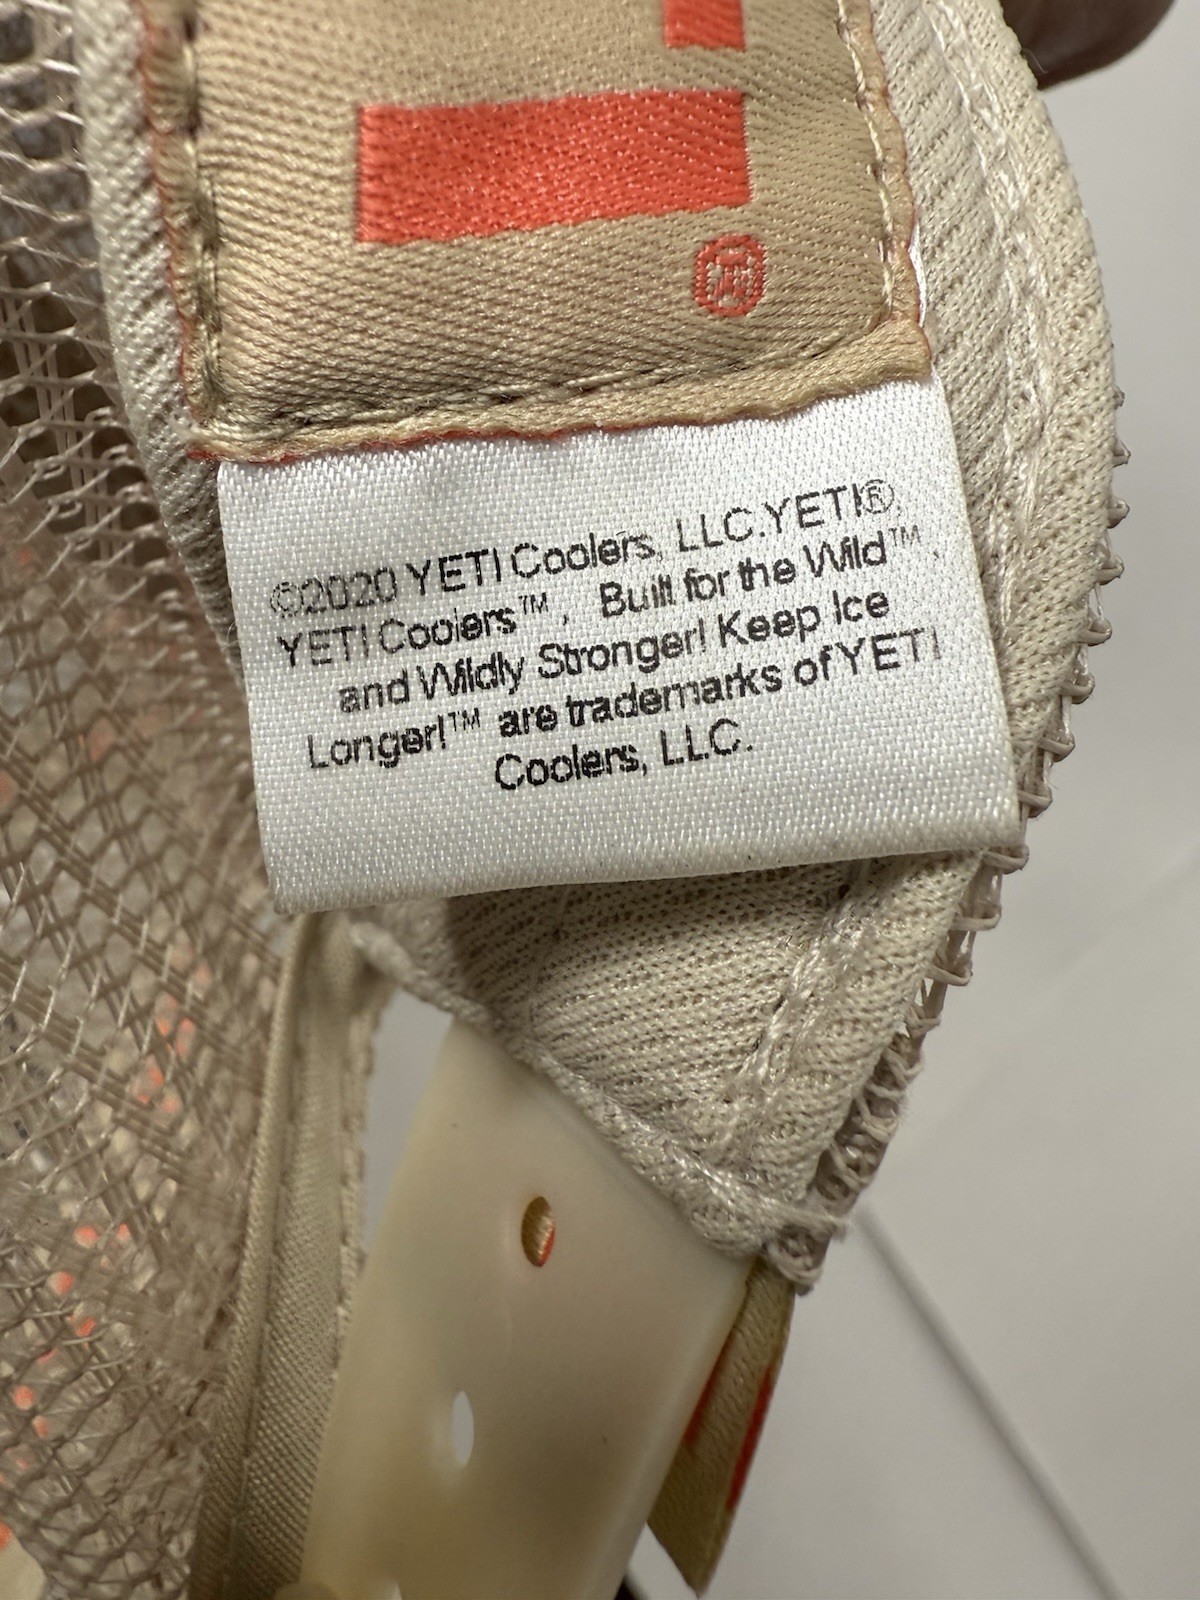 ®
©2020 YETI Coolers, LLC.YETI®,
YETI Coolers™, Built for the Wild™,
and Wildly Stronger! Keep Ice
Longer!™ are trademarks of YETI
Coolers, LLC.